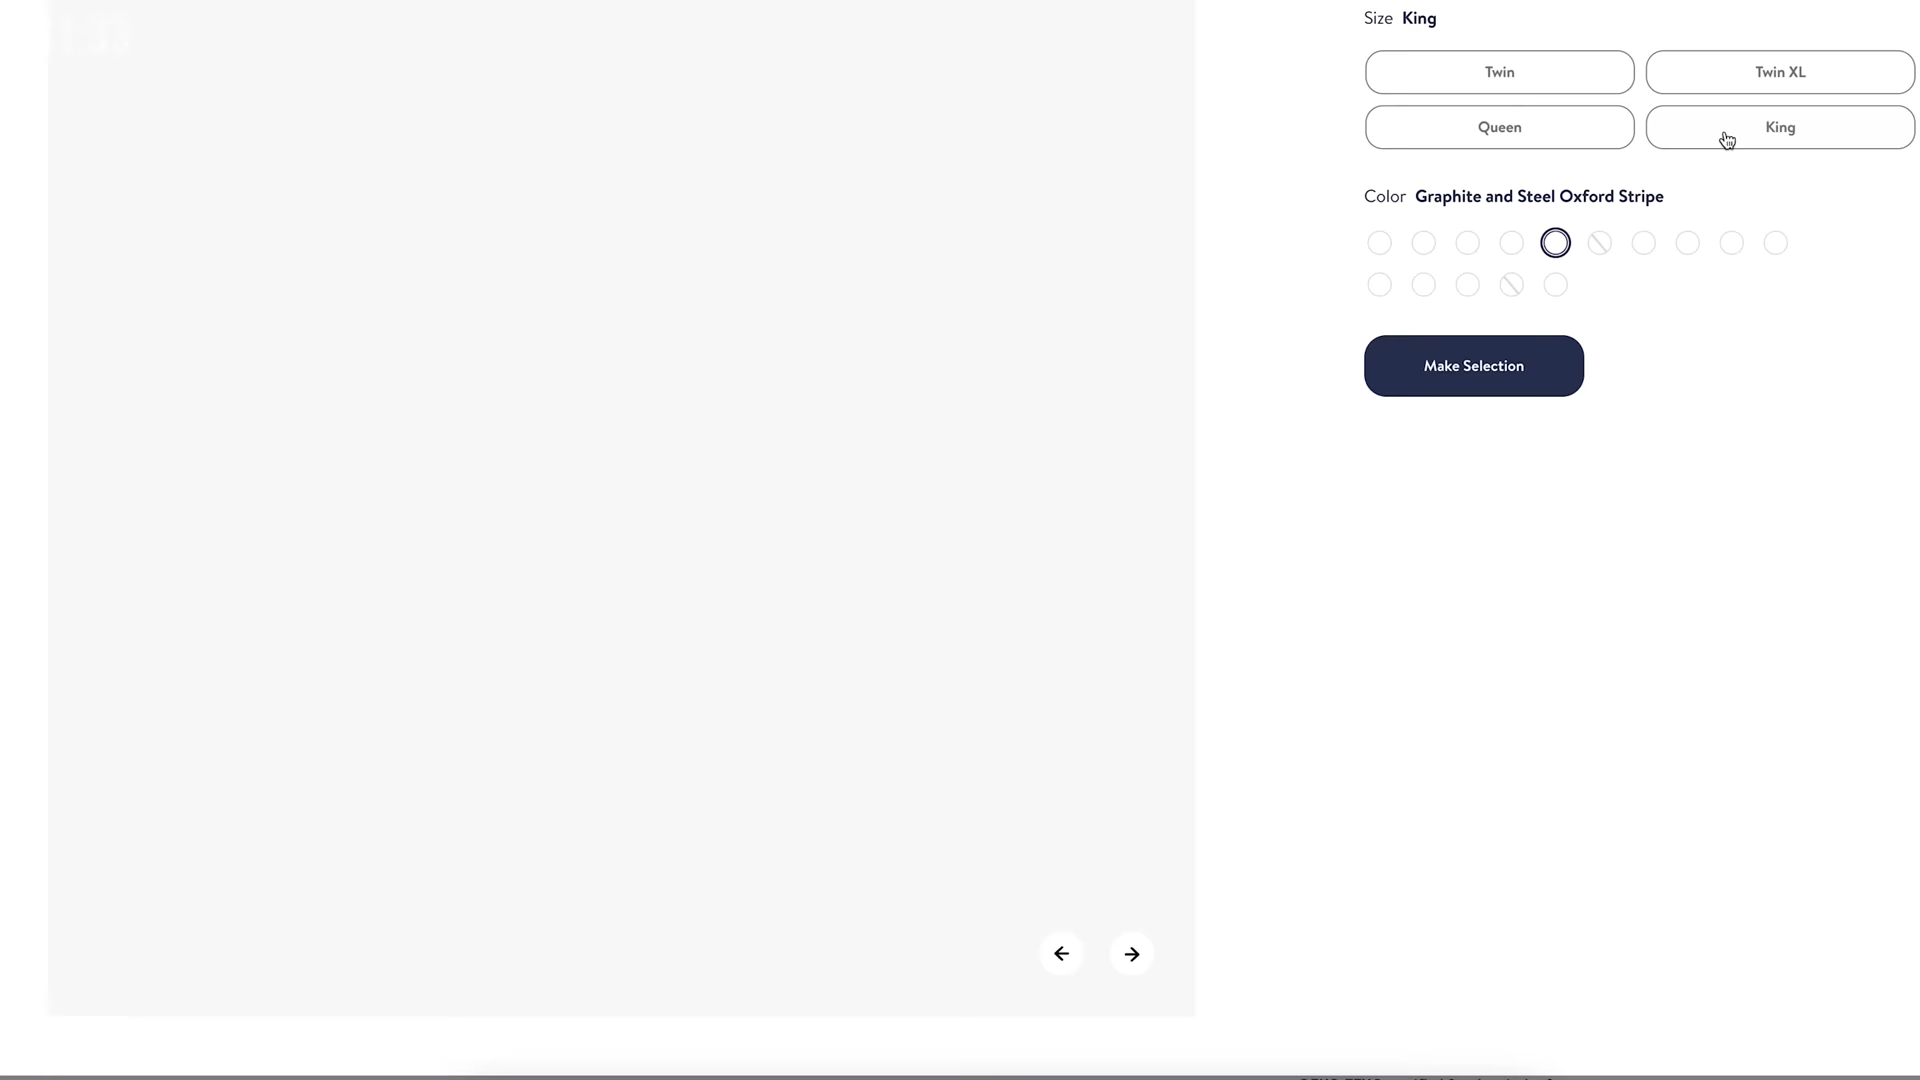 Size King
Twin
Twin XL
Queen
King
Color Graphite and Steel Oxford Stripe
Make Selection